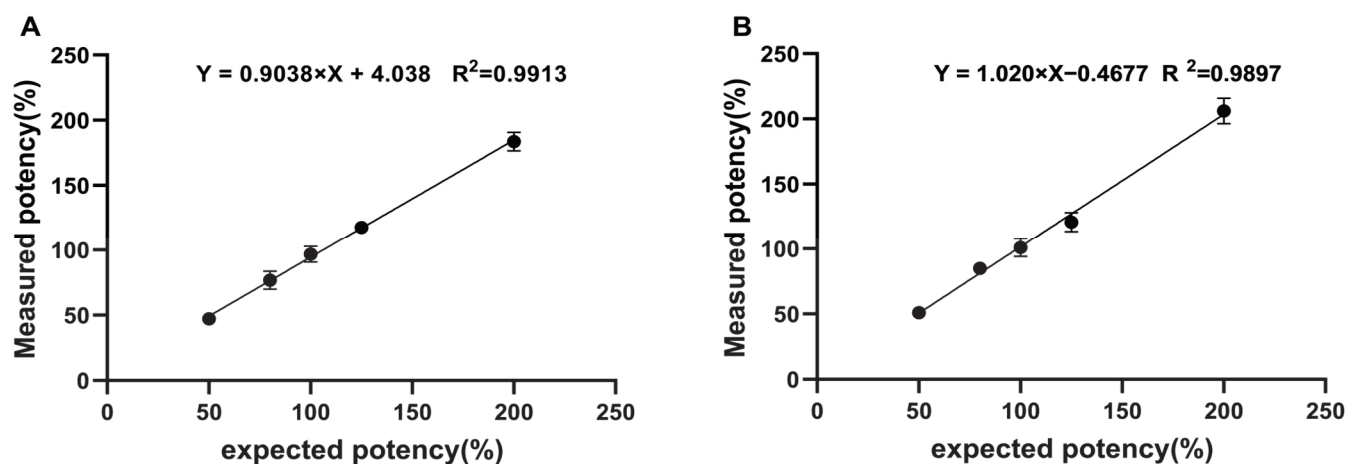 A
Y = 0.9038×X + 4.038 R²=0.9913
Measured potency(%)
250
200
150
100
50
0
0 50 100 150 200 250
expected potency(%)
B
Y = 1.020×X−0.4677 R ²=0.9897
Measured potency(%)
250
200
150
100
50
0
0 50 100 150 200 250
expected potency(%)